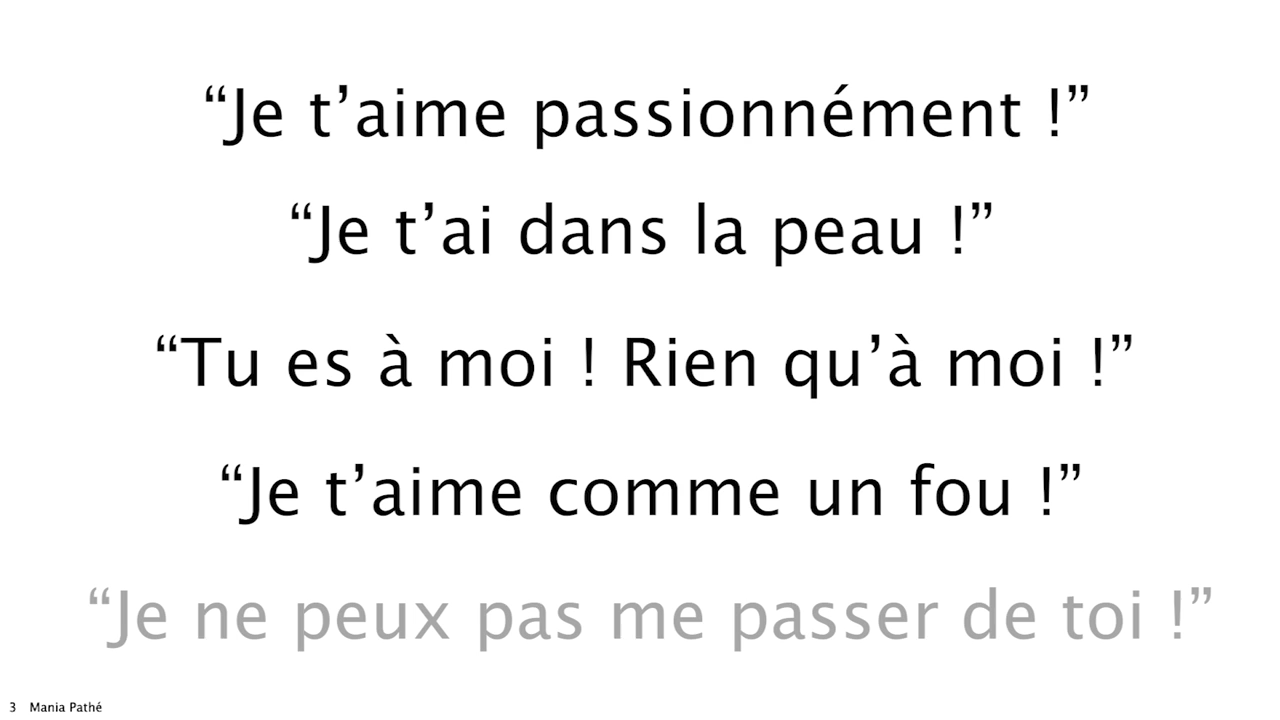 “Je t’aime passionnément !”
“Je t’ai dans la peau !”
“Tu es à moi ! Rien qu’à moi !”
“Je t’aime comme un fou !”
“Je ne peux pas me passer de toi !”
3 Mania Pathé